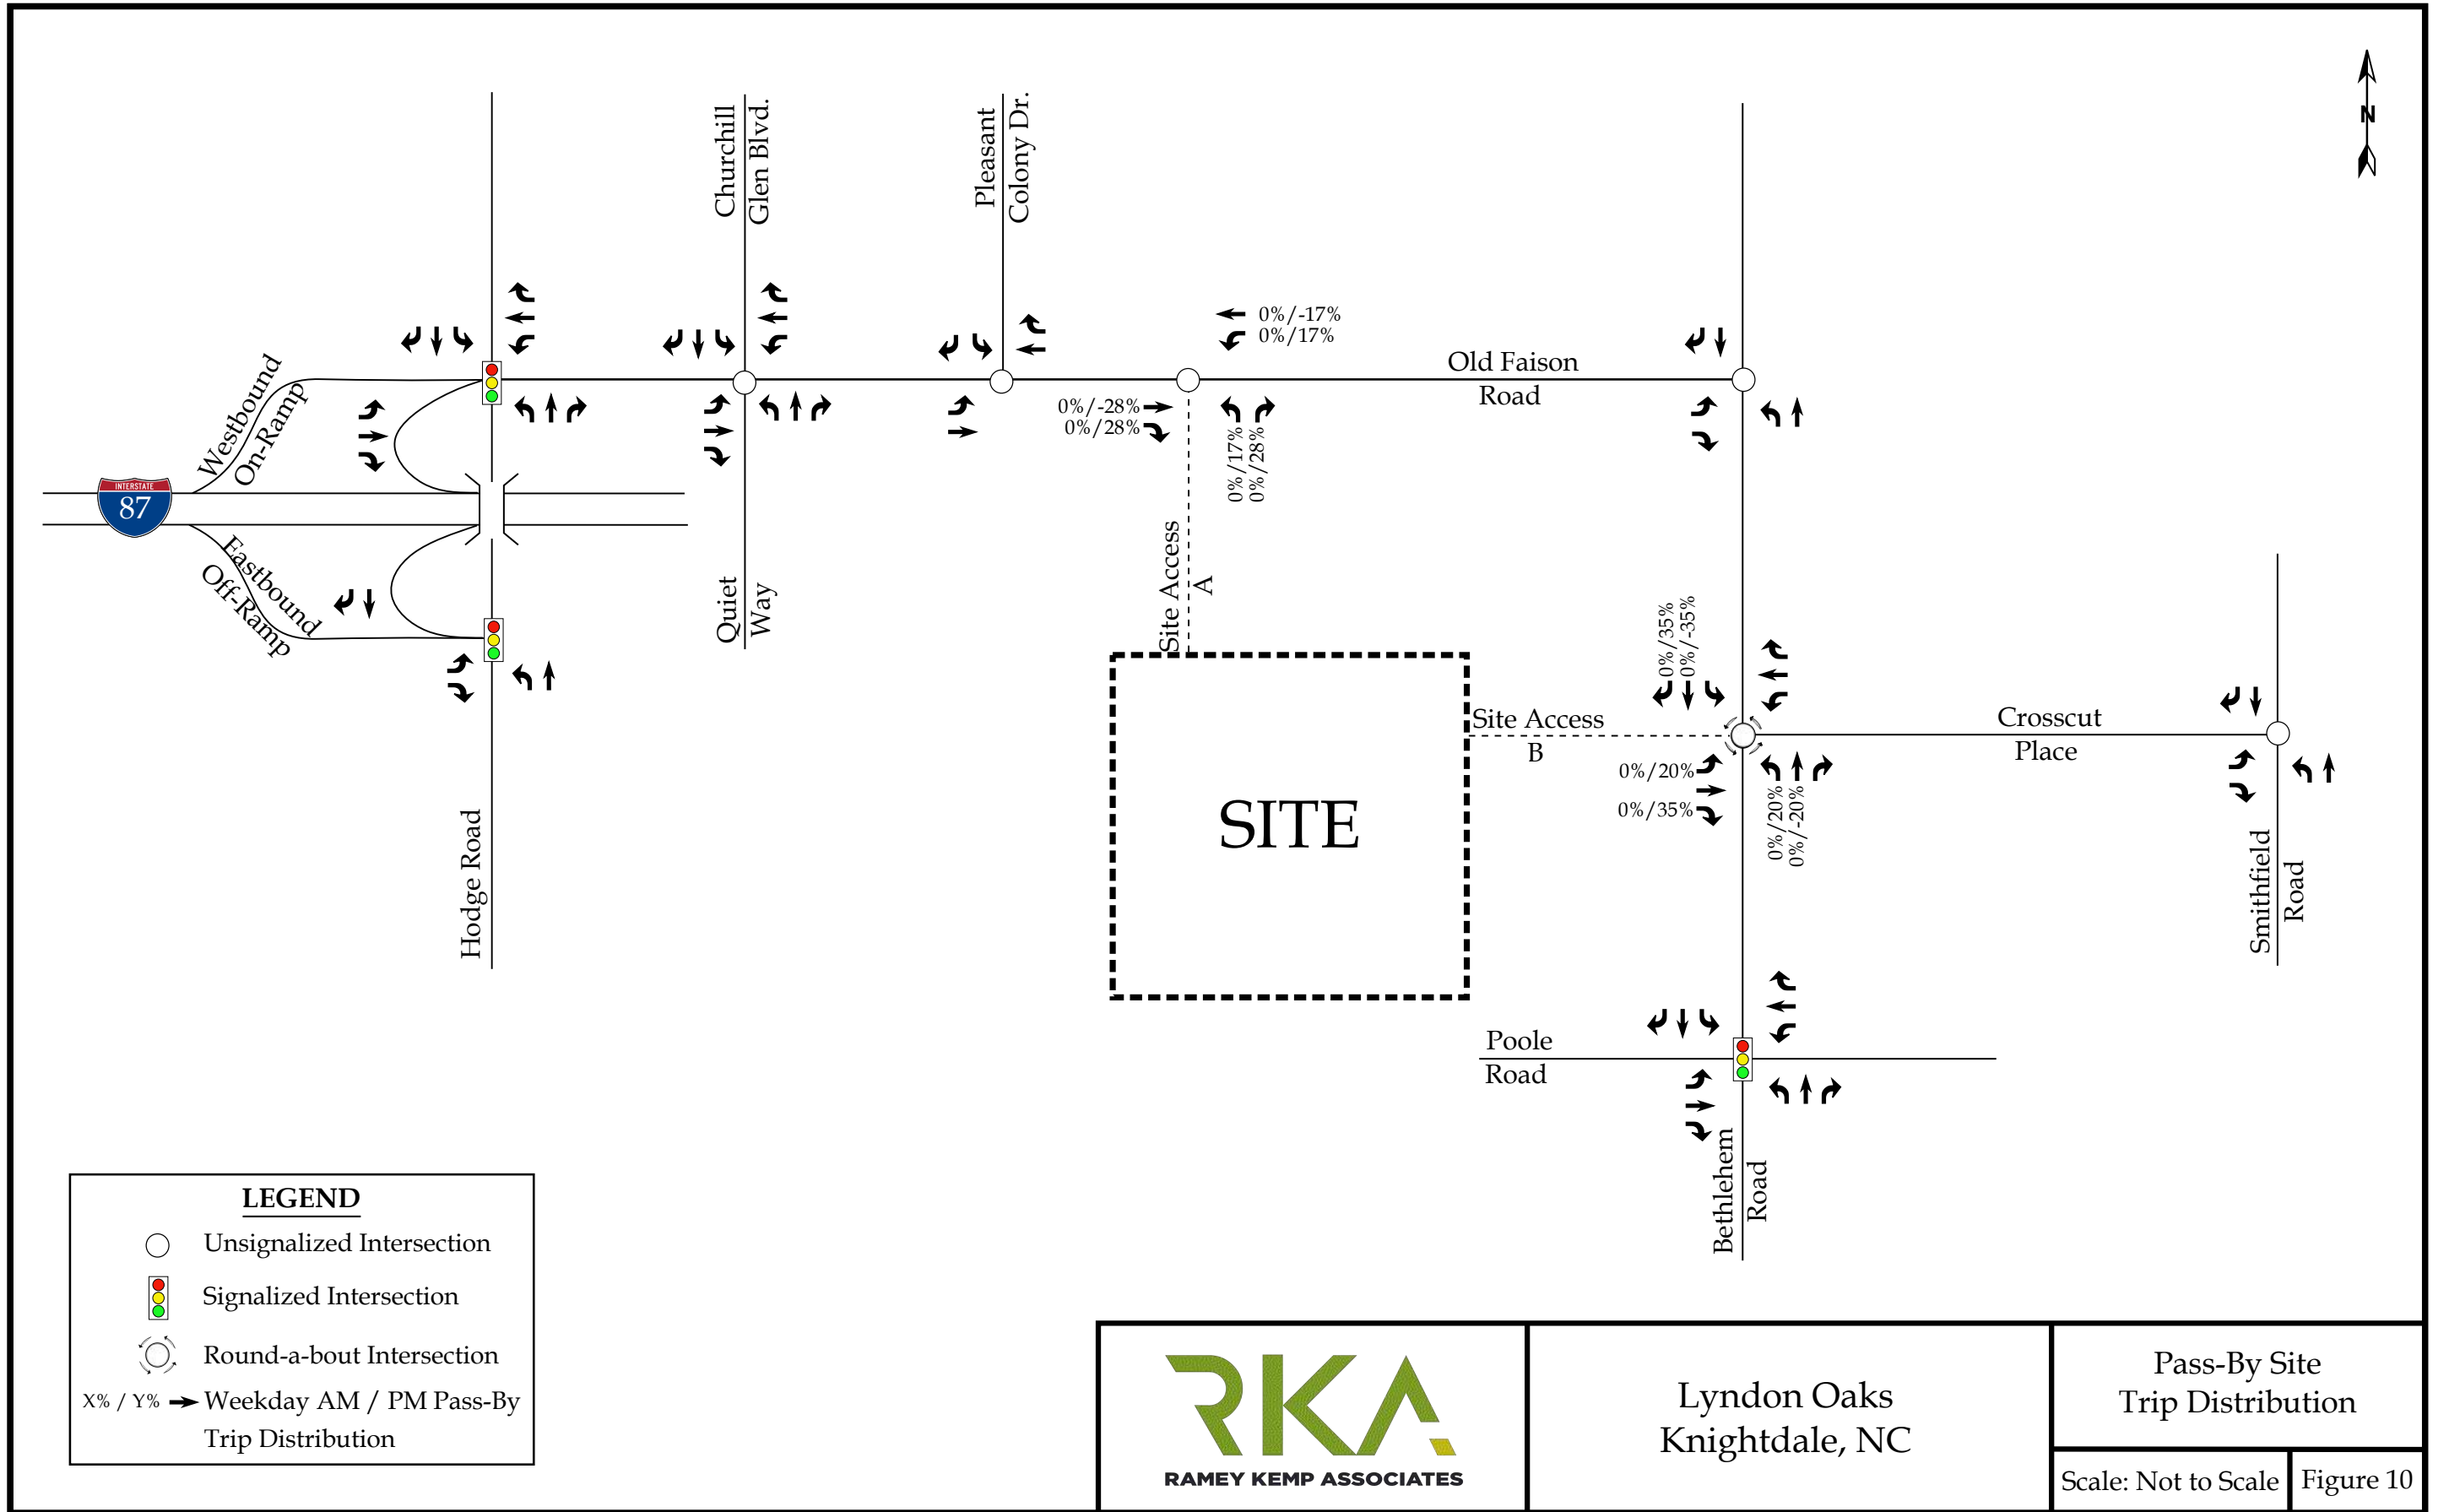 Churchill
Glen Blvd.
Pleasant
Colony Dr.
N
0%/-17%
0%/17%
Old Faison
Road
Westbound
On-Ramp
0%/-28%
0%/28%
0%/17%
0%/28%
INTERSTATE
87
Eastbound
Off-Ramp
Quiet
Way
Site Access
A
0%/35%
0%/-35%
Site Access
B
Crosscut
Place
0%/20%
0%/35%
0%/20%
0%/-20%
SITE
Hodge Road
Smithfield
Road
Poole
Road
Bethlehem
Road
LEGEND
Unsignalized Intersection
Signalized Intersection
Round-a-bout Intersection
X% / Y% Weekday AM / PM Pass-By
Trip Distribution
RKA
RAMEY KEMP ASSOCIATES
Lyndon Oaks
Knightdale, NC
Pass-By Site
Trip Distribution
Scale: Not to Scale
Figure 10